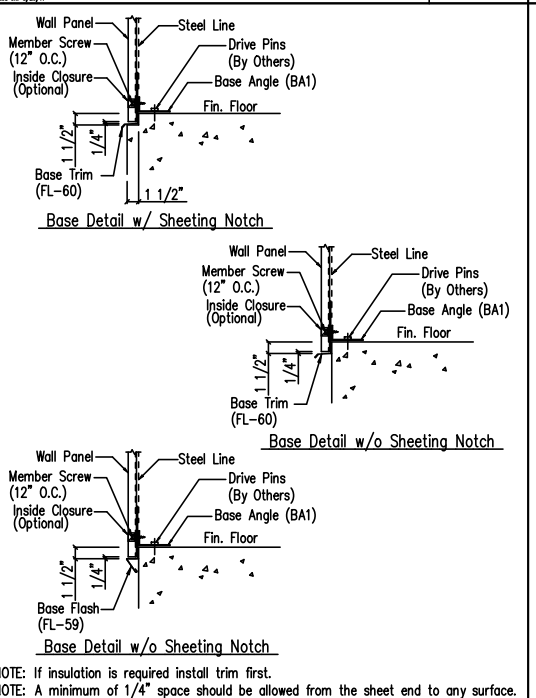 Wall Panel
Steel Line
Member Screw
(12" O.C.)
Drive Pins
(By Others)
Inside Closure
(Optional)
Base Angle (BA1)
Fin. Floor
1 1/2"
1/4"
Base Trim
(FL-60)
1 1/2"
Base Detail w/ Sheeting Notch
Wall Panel
Steel Line
Member Screw
(12" O.C.)
Drive Pins
(By Others)
Inside Closure
(Optional)
Base Angle (BA1)
Fin. Floor
1 1/2"
1/4"
Base Trim
(FL-60)
Base Detail w/o Sheeting Notch
Wall Panel
Steel Line
Member Screw
(12" O.C.)
Drive Pins
(By Others)
Inside Closure
(Optional)
Base Angle (BA1)
Fin. Floor
1 1/2"
1/4"
Base Flash
(FL-59)
Base Detail w/o Sheeting Notch
OTE: If insulation is required install trim first.
OTE: A minimum of 1/4" space should be allowed from the sheet end to any surface.